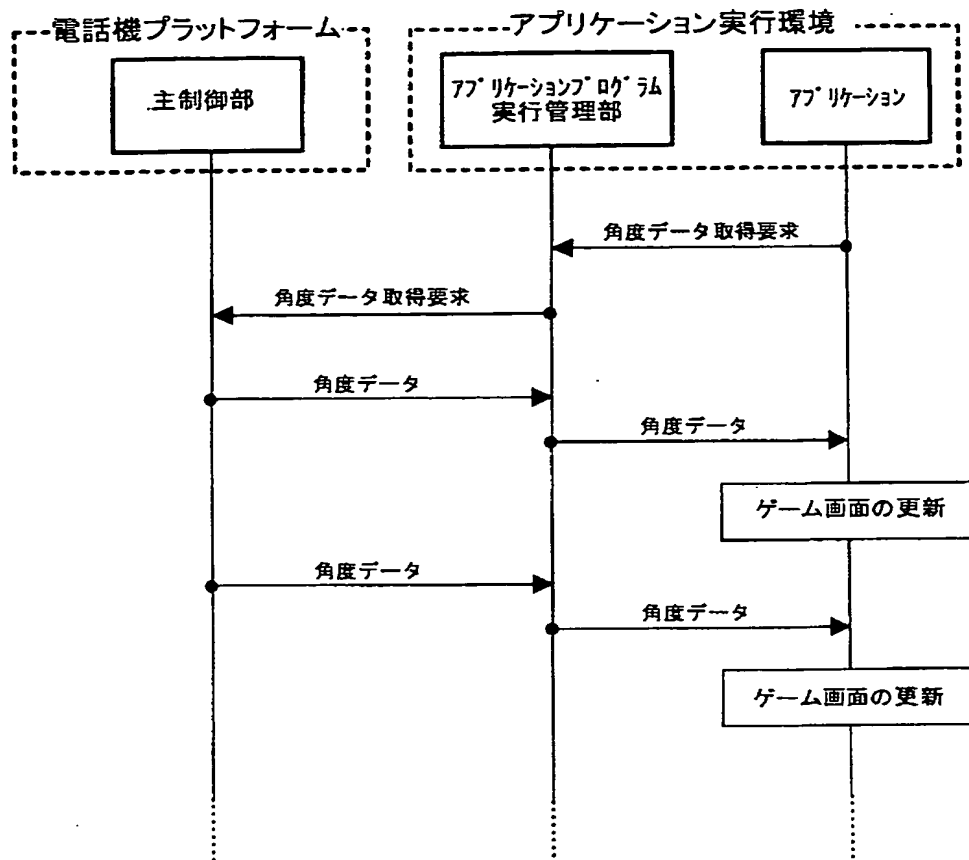 電話機プラットフォーム
アプリケーション実行環境
主制御部
アプリケーションプログラム
実行管理部
アプリケーション
角度データ取得要求
角度データ取得要求
角度データ
角度データ
ゲーム画面の更新
角度データ
角度データ
ゲーム画面の更新